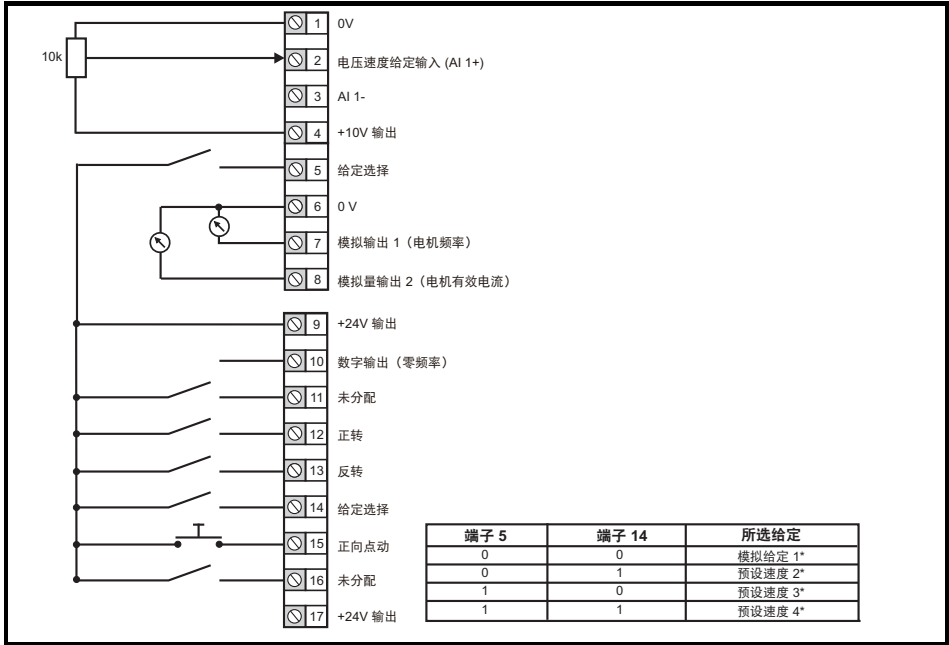 1 0V
10k
2 电压速度给定输入 (AI 1+)
3 AI 1-
4 +10V 输出
5 给定选择
6 0 V
7 模拟输出 1（电机频率）
8 模拟量输出 2（电机有效电流）
9 +24V 输出
10 数字输出（零频率）
11 未分配
12 正转
13 反转
14 给定选择
15 正向点动
16 未分配
17 +24V 输出
端子 5 端子 14 所选给定
0 0 模拟给定 1*
0 1 预设速度 2*
1 0 预设速度 3*
1 1 预设速度 4*